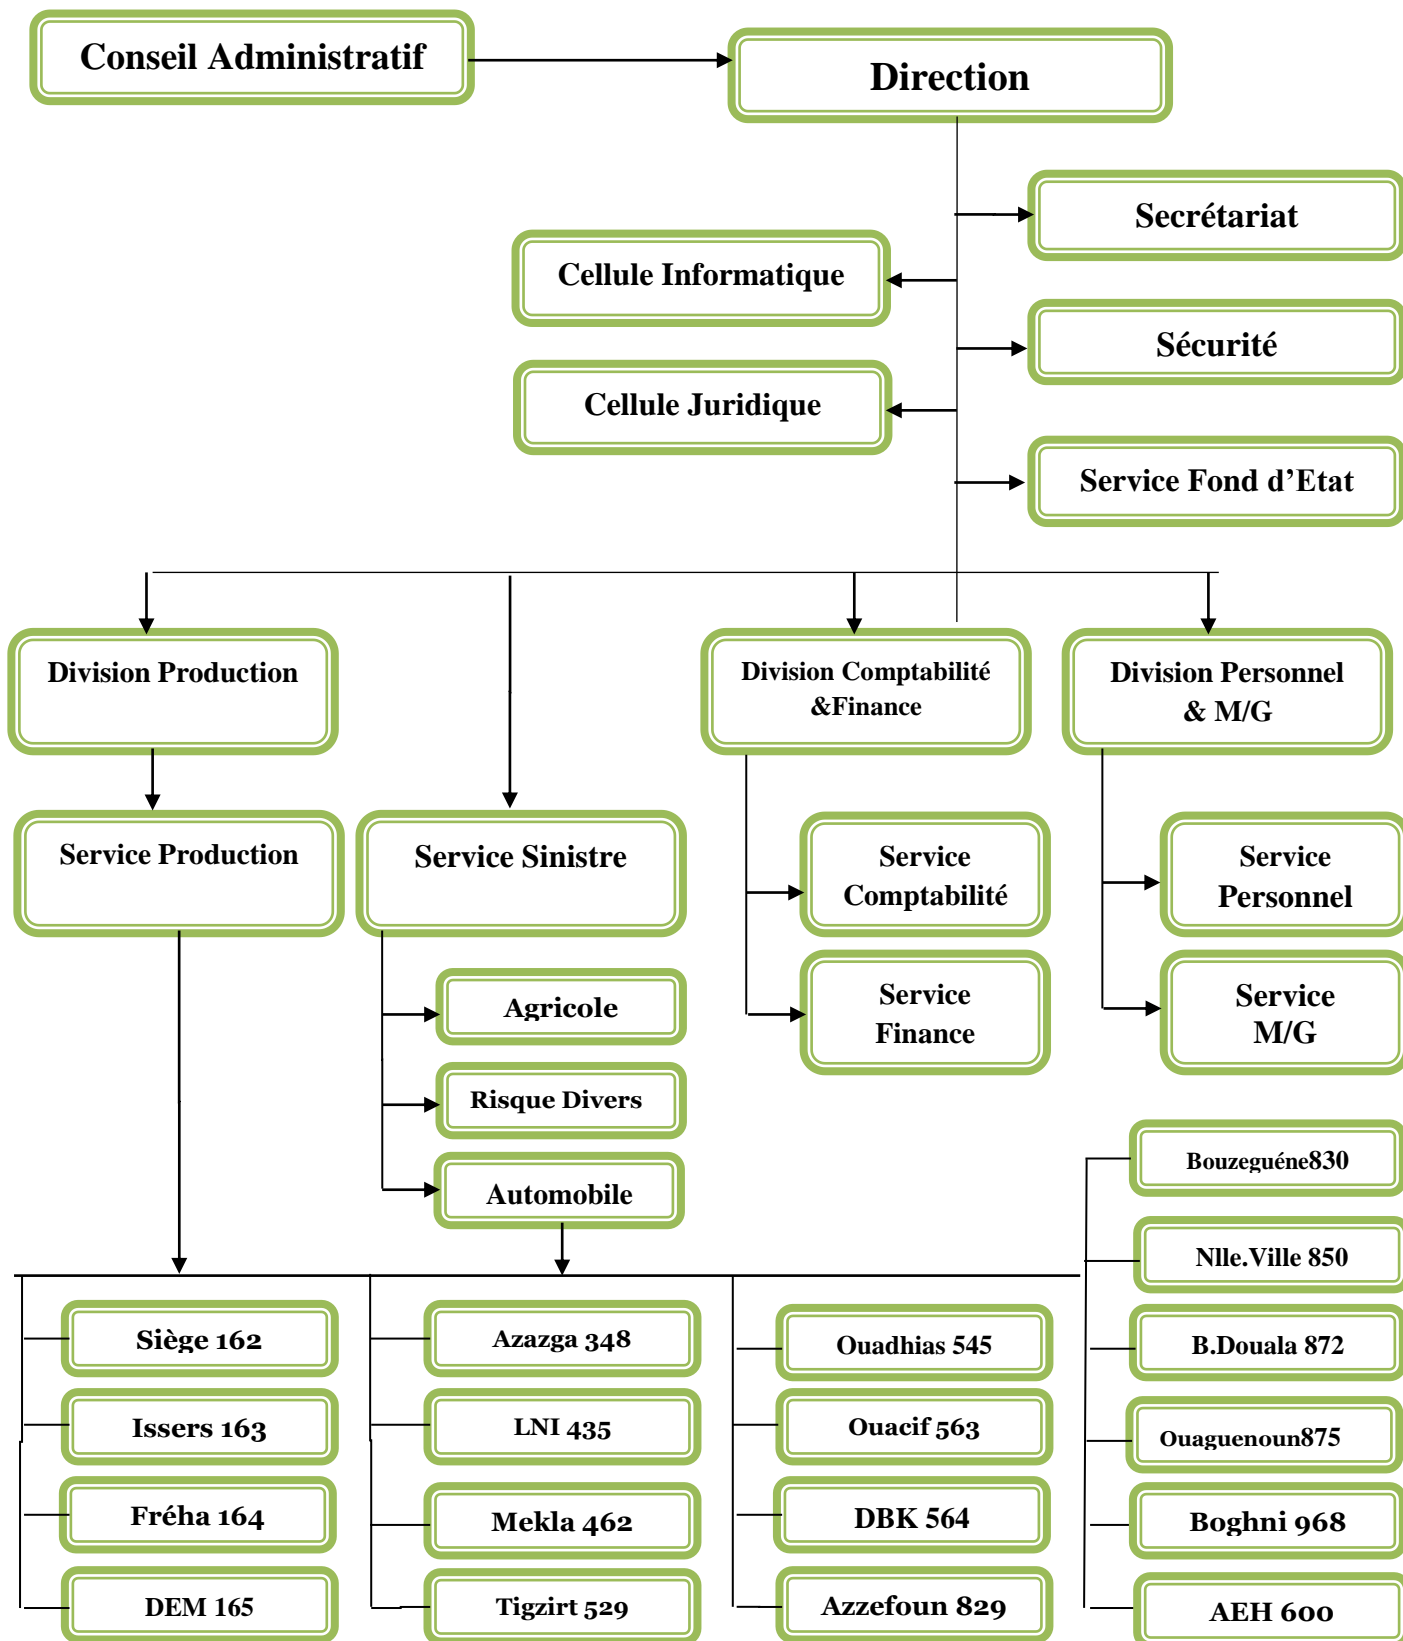 Conseil Administratif
Direction
Secrétariat
Cellule Informatique
Sécurité
Cellule Juridique
Service Fond d’Etat
Division Production
Division Comptabilité
&Finance
Division Personnel
& M/G
Service Production
Service Sinistre
Service
Comptabilité
Service
Personnel
Agricole
Service
Finance
Service
M/G
Risque Divers
Automobile
Bouzeguéne830
Nlle.Ville 850
Siège 162
Azazga 348
Ouadhias 545
B.Douala 872
Issers 163
LNI 435
Ouacif 563
Ouaguenoun875
Fréha 164
Mekla 462
DBK 564
Boghni 968
DEM 165
Tigzirt 529
Azzefoun 829
AEH 600